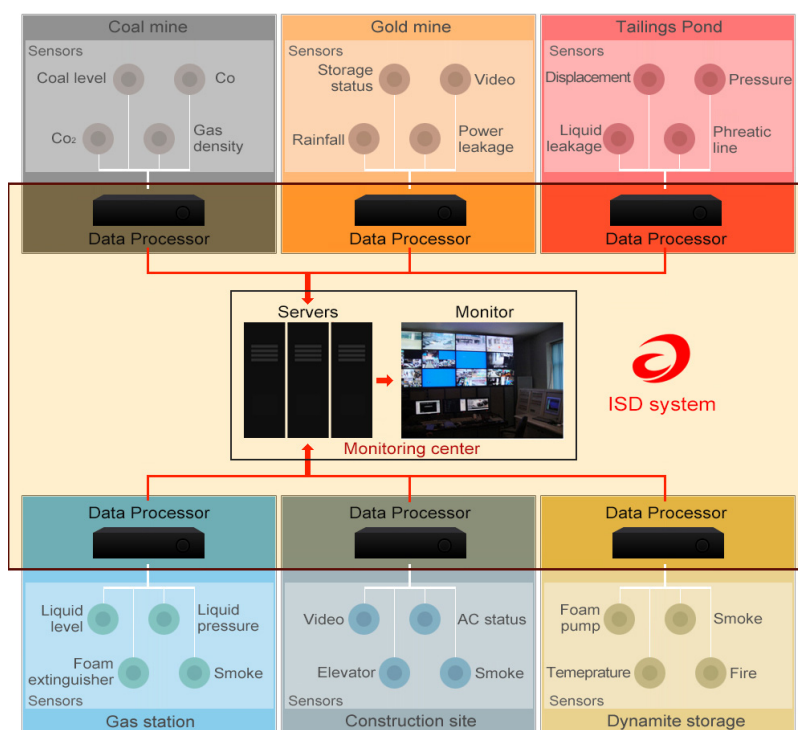 Coal mine
Sensors
Coal level
Co
Co₂
Gas
density
Data Processor
Gold mine
Sensors
Storage
status
Video
Rainfall
Power
leakage
Data Processor
Tailings Pond
Sensors
Displacement
Pressure
Liquid
leakage
Phreatic
line
Data Processor
Servers
Monitor
Monitoring center
ISD system
Data Processor
Liquid
level
Liquid
pressure
Foam
extinguisher
Smoke
Sensors
Gas station
Data Processor
Video
AC status
Elevator
Smoke
Sensors
Construction site
Data Processor
Foam
pump
Smoke
Temeprature
Fire
Sensors
Dynamite storage